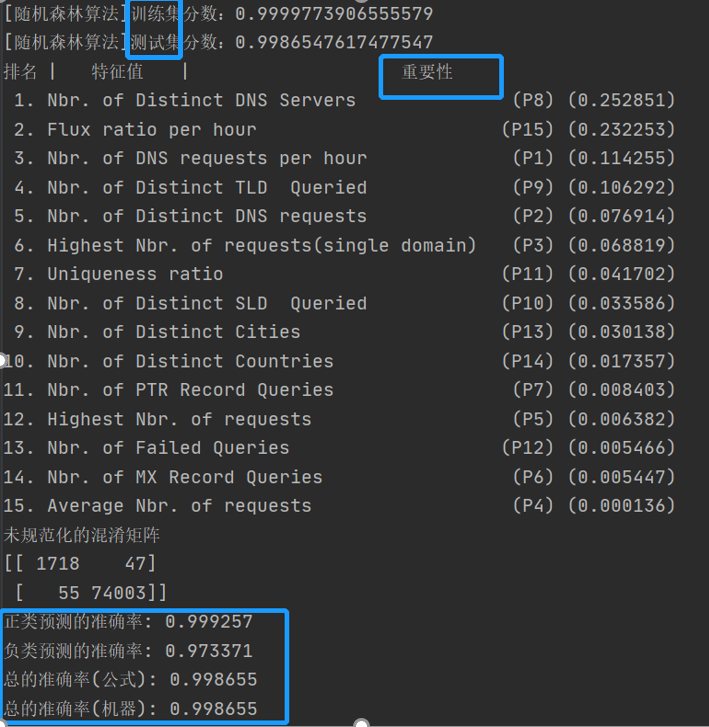 [随机森林算法]训练集分数：0.9999773906555579
[随机森林算法]测试集分数：0.9986547617477547
排名 | 特征值 | 重要性
1. Nbr. of Distinct DNS Servers (P8) (0.252851)
2. Flux ratio per hour (P15) (0.232253)
3. Nbr. of DNS requests per hour (P1) (0.114255)
4. Nbr. of Distinct TLD Queried (P9) (0.106292)
5. Nbr. of Distinct DNS requests (P2) (0.076914)
6. Highest Nbr. of requests(single domain) (P3) (0.068819)
7. Uniqueness ratio (P11) (0.041702)
8. Nbr. of Distinct SLD Queried (P10) (0.033586)
9. Nbr. of Distinct Cities (P13) (0.030138)
10. Nbr. of Distinct Countries (P14) (0.017357)
11. Nbr. of PTR Record Queries (P7) (0.008403)
12. Highest Nbr. of requests (P5) (0.006382)
13. Nbr. of Failed Queries (P12) (0.005466)
14. Nbr. of MX Record Queries (P6) (0.005447)
15. Average Nbr. of requests (P4) (0.000136)
未规范化的混淆矩阵
[[ 1718 47]
[ 55 74003]]
正类预测的准确率: 0.999257
负类预测的准确率: 0.973371
总的准确率(公式): 0.998655
总的准确率(机器): 0.998655